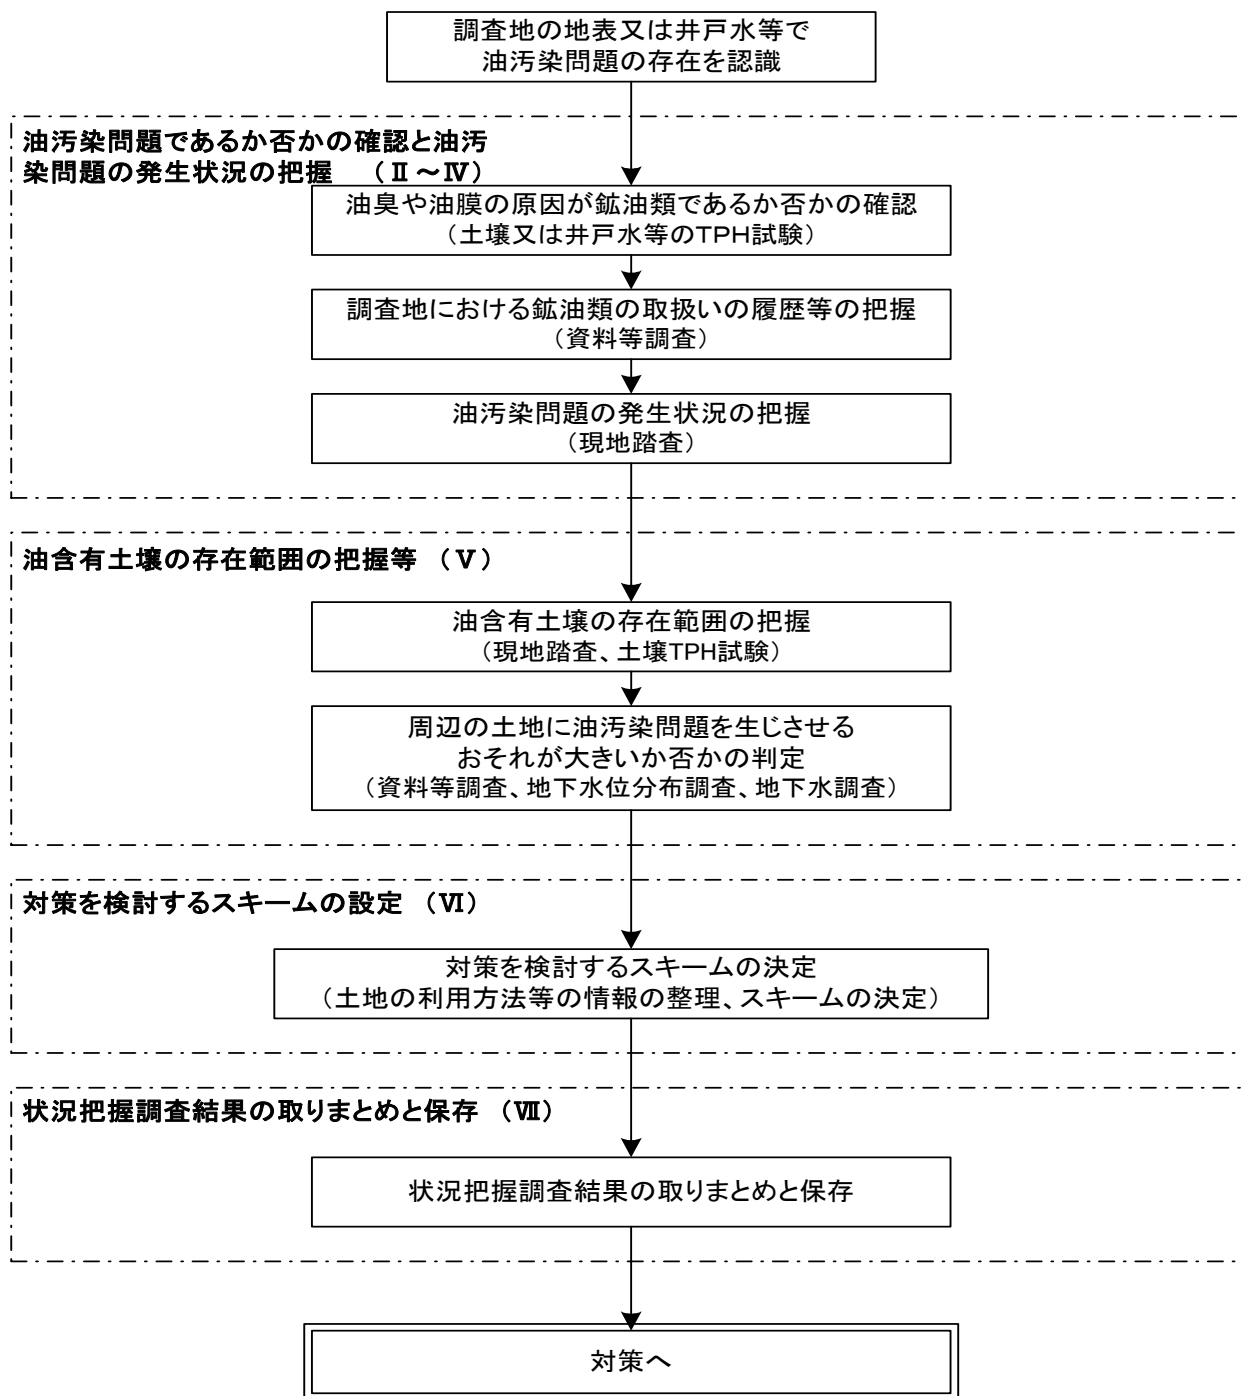 調査地の地表又は井戸水等で
油汚染問題の存在を認識
油汚染問題であるか否かの確認と油汚
染問題の発生状況の把握　（Ⅱ～Ⅳ）
油臭や油膜の原因が鉱油類であるか否かの確認
（土壌又は井戸水等のTPH試験）
調査地における鉱油類の取扱いの履歴等の把握
（資料等調査）
油汚染問題の発生状況の把握
（現地踏査）
油含有土壌の存在範囲の把握等　（Ⅴ）
油含有土壌の存在範囲の把握
（現地踏査、土壌TPH試験）
周辺の土地に油汚染問題を生じさせる
おそれが大きいか否かの判定
（資料等調査、地下水位分布調査、地下水調査）
対策を検討するスキームの設定　（Ⅵ）
対策を検討するスキームの決定
（土地の利用方法等の情報の整理、スキームの決定）
状況把握調査結果の取りまとめと保存　（Ⅶ）
状況把握調査結果の取りまとめと保存
対策へ